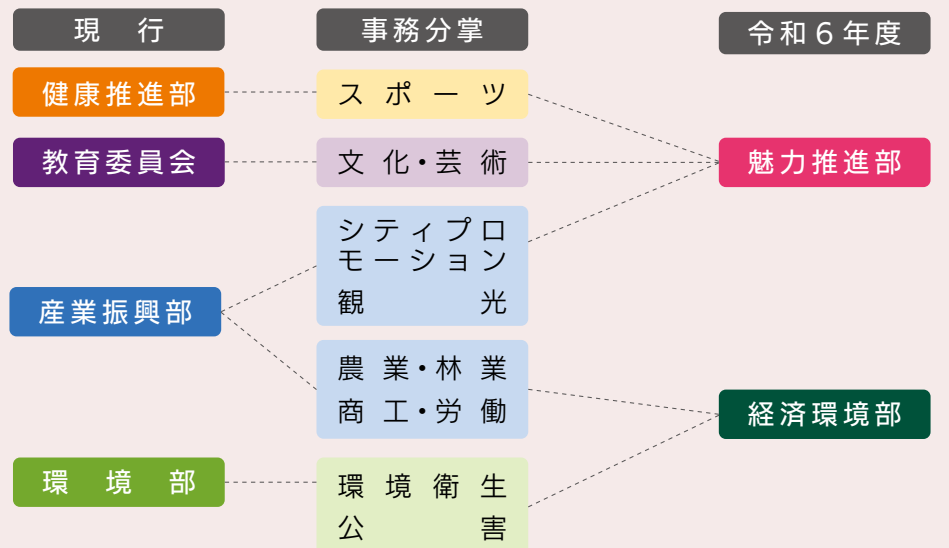 現行 事務分掌 令和６年度
健康推進部 スポーツ
教育委員会 文化・芸術 魅力推進部
シティプロ
モーション
観光
産業振興部
農業・林業
商工・労働 経済環境部
環境部 環境衛生
公害